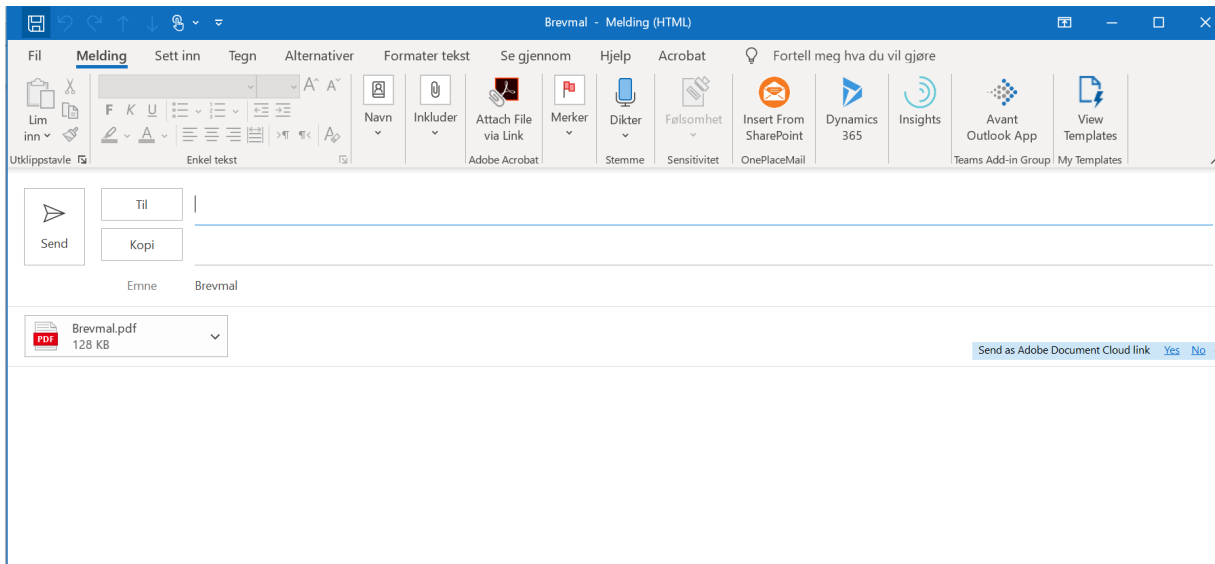 Brevmal - Melding (HTML)
Fil Melding Sett inn Tegn Alternativer Formater tekst Se gjennom Hjelp Acrobat Fortell meg hva du vil gjøre
Lim inn
F K U
A A
A
Navn
Inkluder
Attach File via Link
Merker
Dikter
Følsomhet
Insert From SharePoint
Dynamics 365
Insights
Avant Outlook App
View Templates
Utklippstavle Enkel tekst Adobe Acrobat Stemme Sensitivitet OnePlaceMail Teams Add-in Group My Templates
Send
Til
Kopi
Emne Brevmal
PDF
Brevmal.pdf
128 KB
Send as Adobe Document Cloud link Yes No